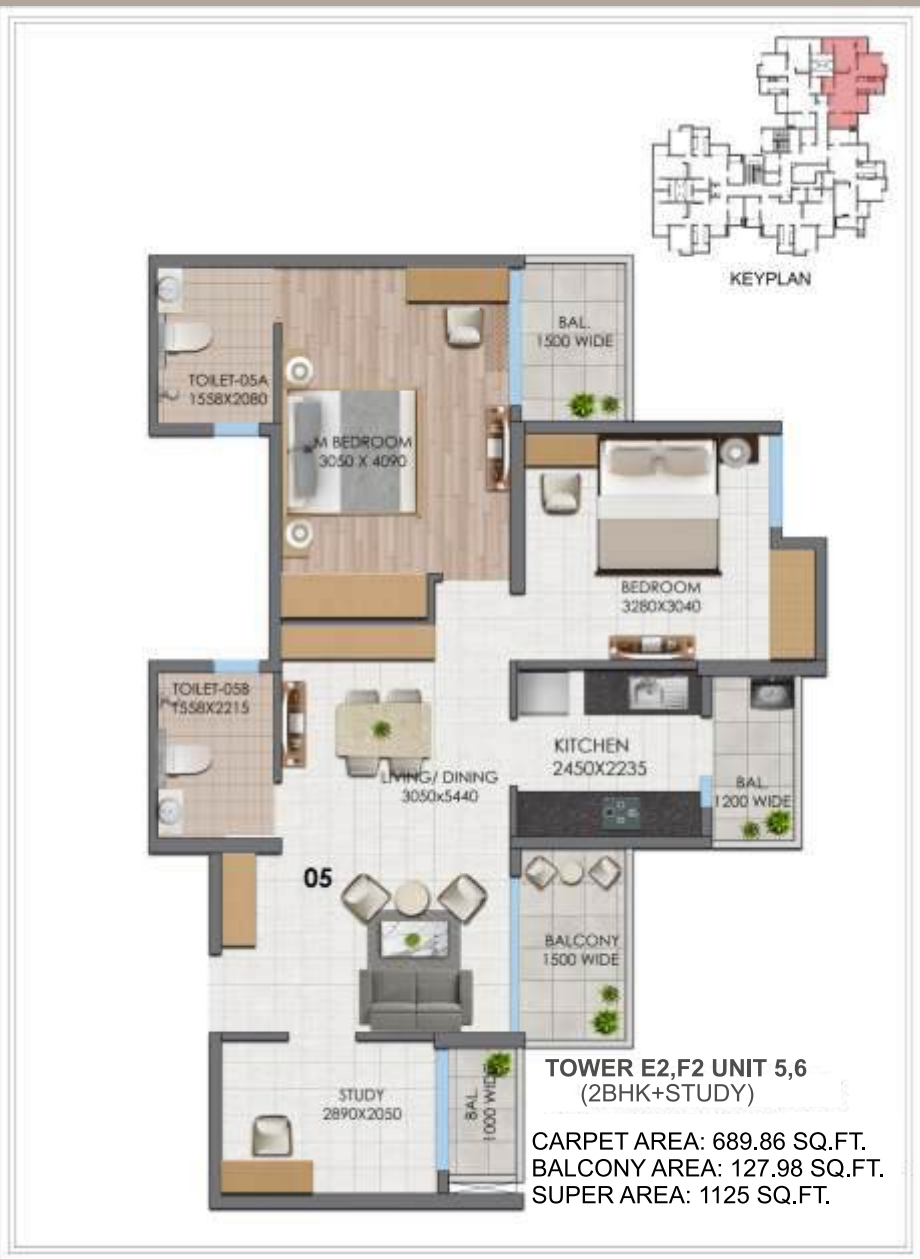 KEYPLAN
BAL.
1500 WIDE
TOILET-05A
1558X2080
M BEDROOM
3050 X 4090
BEDROOM
3280X3040
TOILET-05B
1558X2215
KITCHEN
2450X2235
LIVING/ DINING
3050x5440
BAL.
1200 WIDE
05
BALCONY
1500 WIDE
STUDY
2890X2050
BAL.
1000 WIDE
TOWER E2,F2 UNIT 5,6
(2BHK+STUDY)
CARPET AREA: 689.86 SQ.FT.
BALCONY AREA: 127.98 SQ.FT.
SUPER AREA: 1125 SQ.FT.